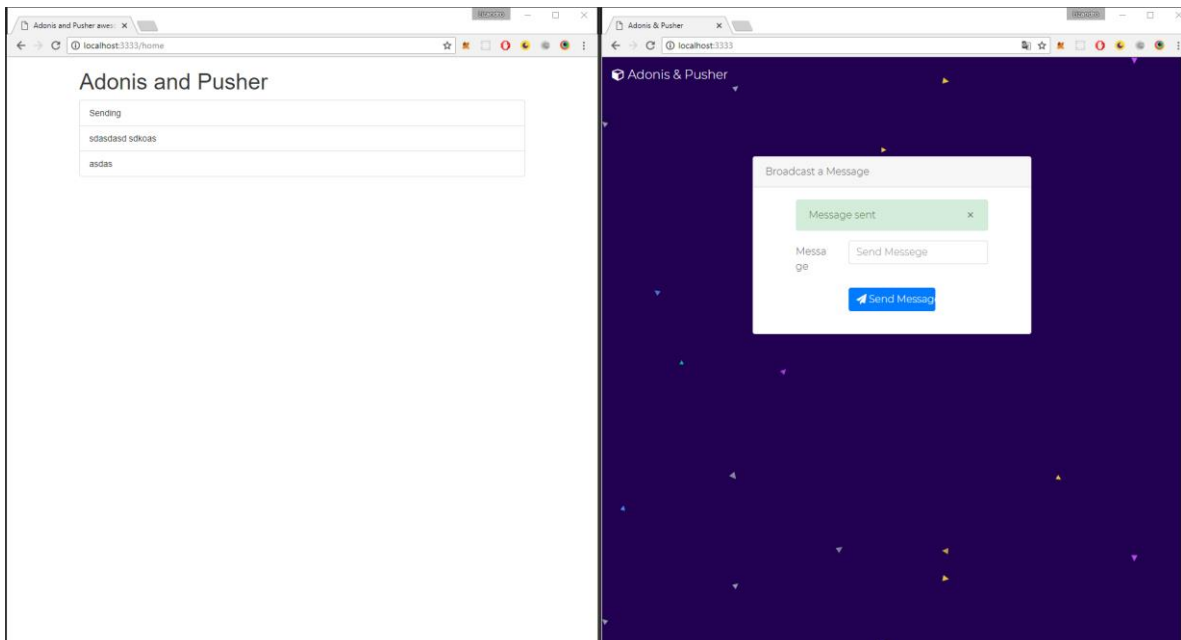 Adonis and Pusher awes
localhost:3333/home
Adonis and Pusher
Sending
sdasdasd sdkoas
asdas
Adonis & Pusher
localhost:3333
Adonis & Pusher
Broadcast a Message
Message sent
Messa
ge
Send Messege
Send Messag